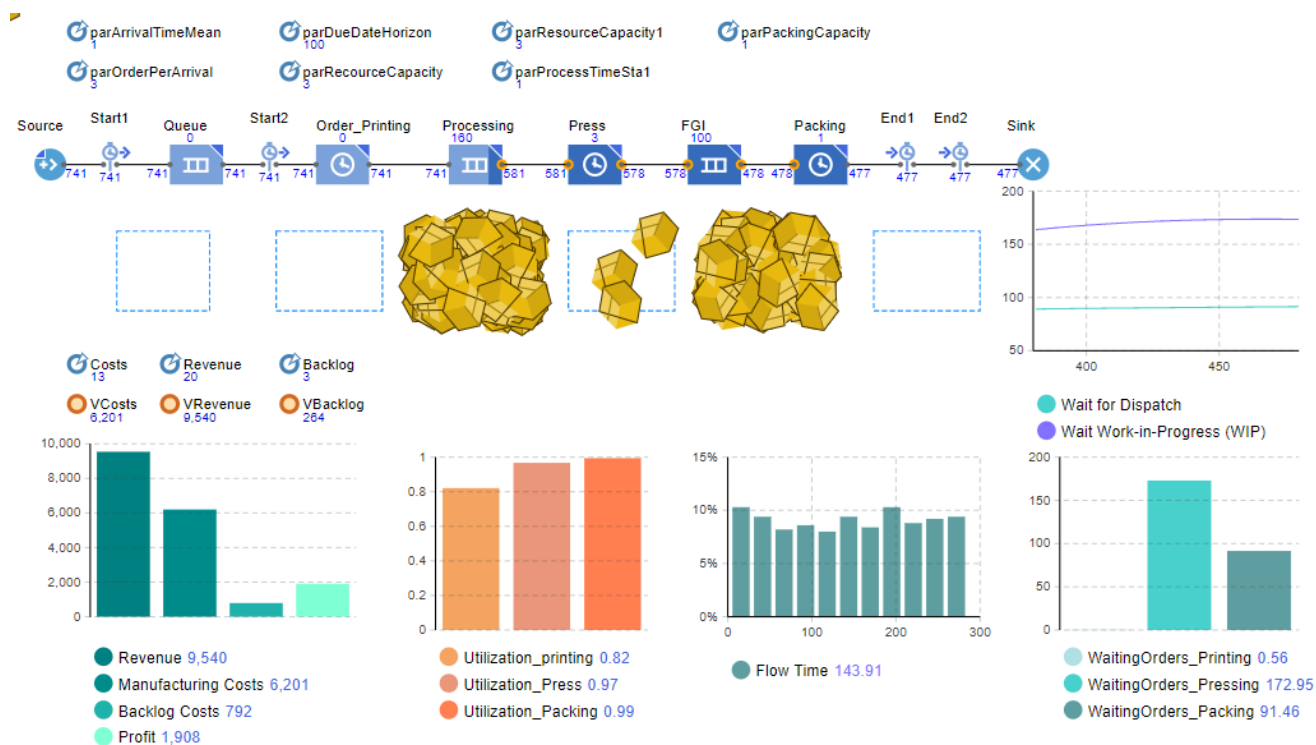 parArrivalTimeMean parDueDateHorizon parResourceCapacity1 parPackingCapacity
1 100 3 1
parOrderPerArrival parRecourceCapacity parProcessTimeSta1
3 3 1
Source Start1 Queue Start2 Order_Printing Processing Press FGI Packing End1 End2 Sink
0 0 160 3 100 1
741 741 741 741 741 741 741 741 581 581 578 578 478 478 477 477 477 477
200
150
100
50
400 450
Wait for Dispatch
Wait Work-in-Progress (WIP)
Costs Revenue Backlog
13 20 3
VCosts VRevenue VBacklog
6,201 9,540 264
10,000
8,000
6,000
4,000
2,000
0
Revenue 9,540
Manufacturing Costs 6,201
Backlog Costs 792
Profit 1,908
1
0.8
0.6
0.4
0.2
0
Utilization_printing 0.82
Utilization_Press 0.97
Utilization_Packing 0.99
15%
10%
5%
0%
0 100 200 300
Flow Time 143.91
200
150
100
50
0
WaitingOrders_Printing 0.56
WaitingOrders_Pressing 172.95
WaitingOrders_Packing 91.46